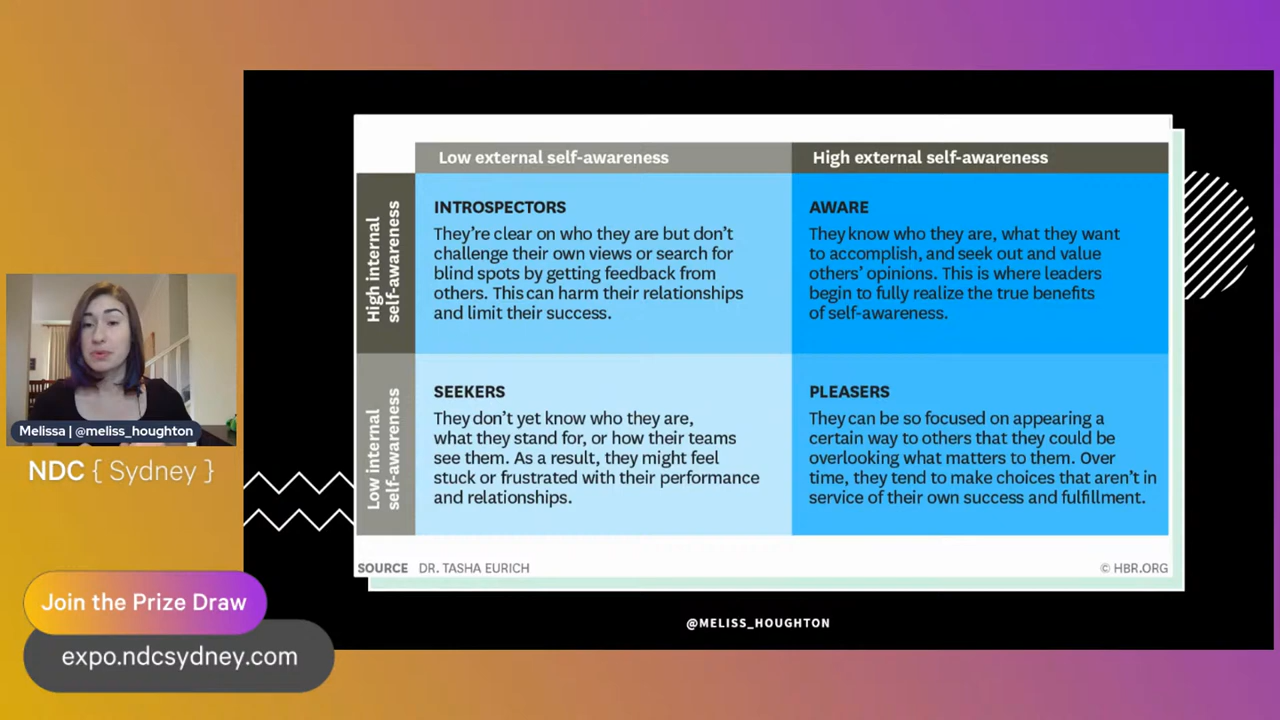 Low external self-awareness
High external self-awareness
High internal
self-awareness
INTROSPECTORS
They're clear on who they are but don't
challenge their own views or search for
blind spots by getting feedback from
others. This can harm their relationships
and limit their success.
AWARE
They know who they are, what they want
to accomplish, and seek out and value
others' opinions. This is where leaders
begin to fully realize the true benefits
of self-awareness.
Low internal
self-awareness
SEEKERS
They don't yet know who they are,
what they stand for, or how their teams
see them. As a result, they might feel
stuck or frustrated with their performance
and relationships.
PLEASERS
They can be so focused on appearing a
certain way to others that they could be
overlooking what matters to them. Over
time, they tend to make choices that aren't in
service of their own success and fulfillment.
SOURCE DR. TASHA EURICH
© HBR.ORG
@MELISS_HOUGHTON
Melissa | @meliss_houghton
NDC { Sydney }
Join the Prize Draw
expo.ndcsydney.com